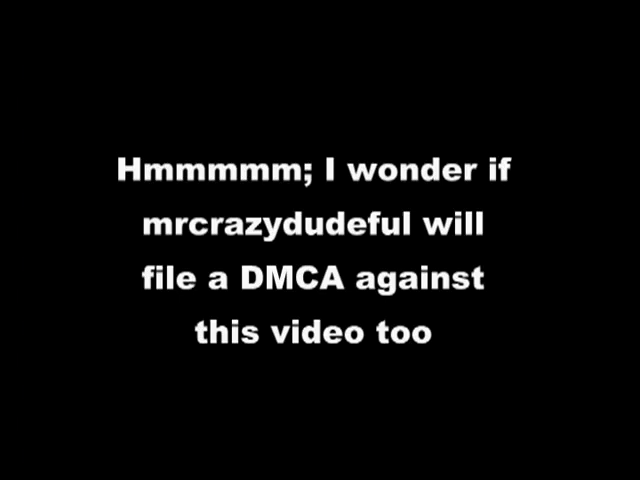 Hmmmmm; I wonder if
mrcrazydudeful will
file a DMCA against
this video too